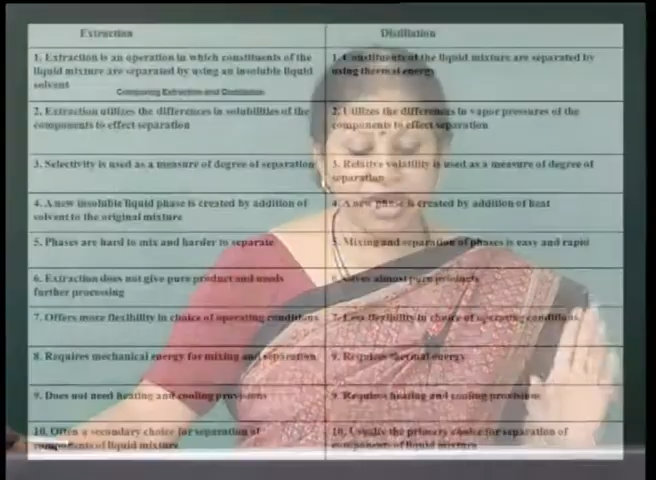 Extraction
Distillation
1. Extraction is an operation in which constituents of the
liquid mixture are separated by using an insoluble liquid
solvent
Comparing Extraction and Distillation
1. Constituents of the liquid mixture are separated by
using thermal energy
2. Extraction utilizes the differences in solubilities of the
components to effect separation
2. Utilizes the differences in vapor pressures of the
components to effect separation
3. Selectivity is used as a measure of degree of separation
3. Relative volatility is used as a measure of degree of
separation
4. A new insoluble liquid phase is created by addition of
solvent to the original mixture
4. A new phase is created by addition of heat
5. Phases are hard to mix and harder to separate
5. Mixing and separation of phases is easy and rapid
6. Extraction does not give pure product and needs
further processing
6. Gives almost pure products
7. Offers more flexibility in choice of operating conditions
7. Less flexibility in choice of operating conditions
8. Requires mechanical energy for mixing and separation
Requires thermal energy
9. Does not need heating and cooling provisions
9. Requires heating and cooling provisions
10. Often a secondary choice for separation of
components of liquid mixture
10. Usually the primary choice for separation of
components of liquid mixture